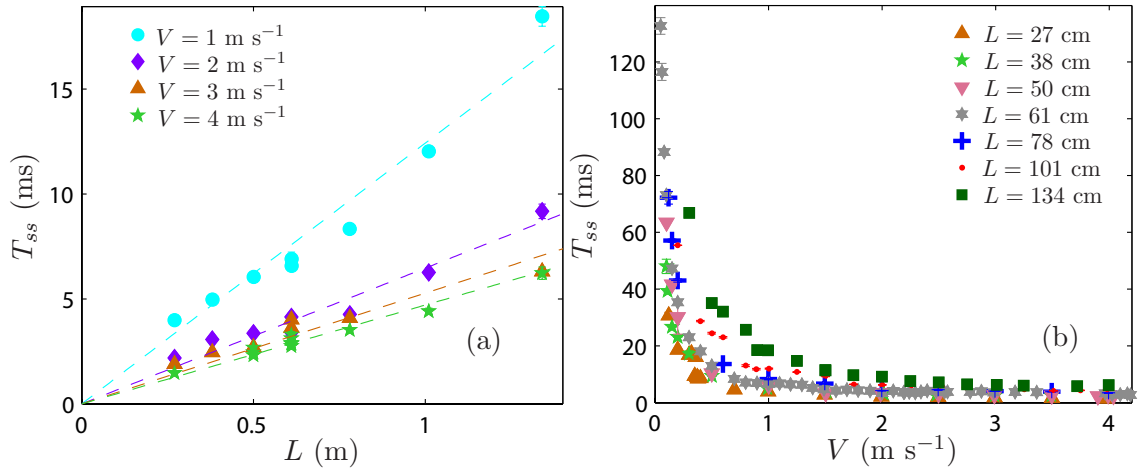 T_ss (ms)
15
10
5
0
0
0.5
1
L (m)
V = 1 m s⁻¹
V = 2 m s⁻¹
V = 3 m s⁻¹
V = 4 m s⁻¹
(a)
T_ss (ms)
120
100
80
60
40
20
0
0
1
2
3
4
V (m s⁻¹)
L = 27 cm
L = 38 cm
L = 50 cm
L = 61 cm
L = 78 cm
L = 101 cm
L = 134 cm
(b)